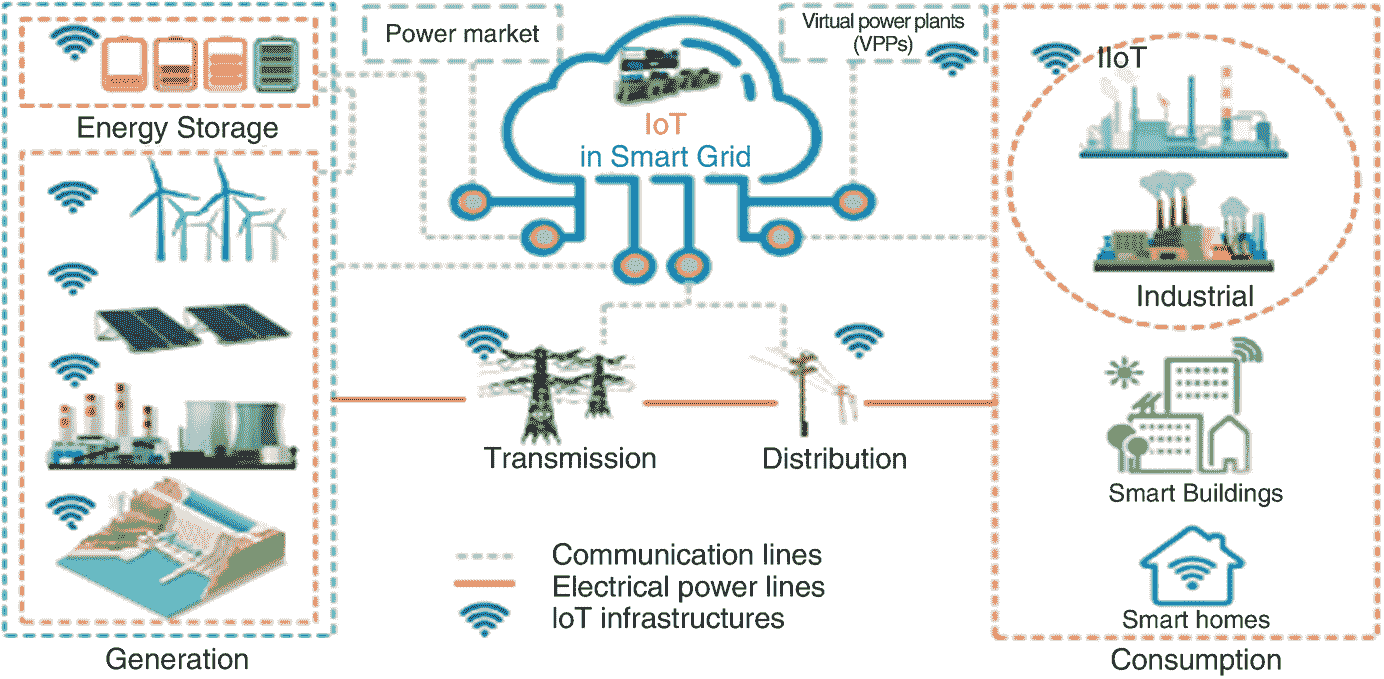 Power market
Virtual power plants
(VPPs)
IIoT
Energy Storage
IoT
in Smart Grid
Industrial
Transmission
Distribution
Smart Buildings
Communication lines
Electrical power lines
IoT infrastructures
Smart homes
Generation
Consumption